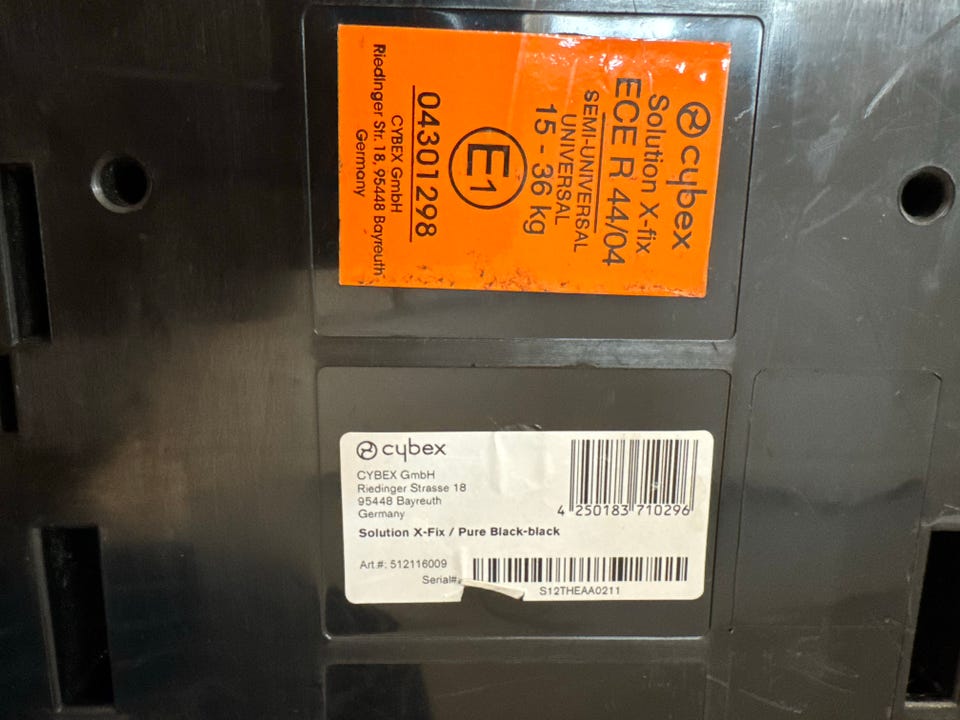 cybex
Solution X-fix
ECE R 44/04
SEMI-UNIVERSAL
UNIVERSAL
15 - 36 kg
E1
04301298
CYBEX GmbH
Riedinger Str. 18, 95448 Bayreuth
Germany
cybex
CYBEX GmbH
Riedinger Strasse 18
95448 Bayreuth
Germany
4 250183 710296
Solution X-Fix / Pure Black-black
Art.#: 512116009
Serial#:
S12THEAA0211